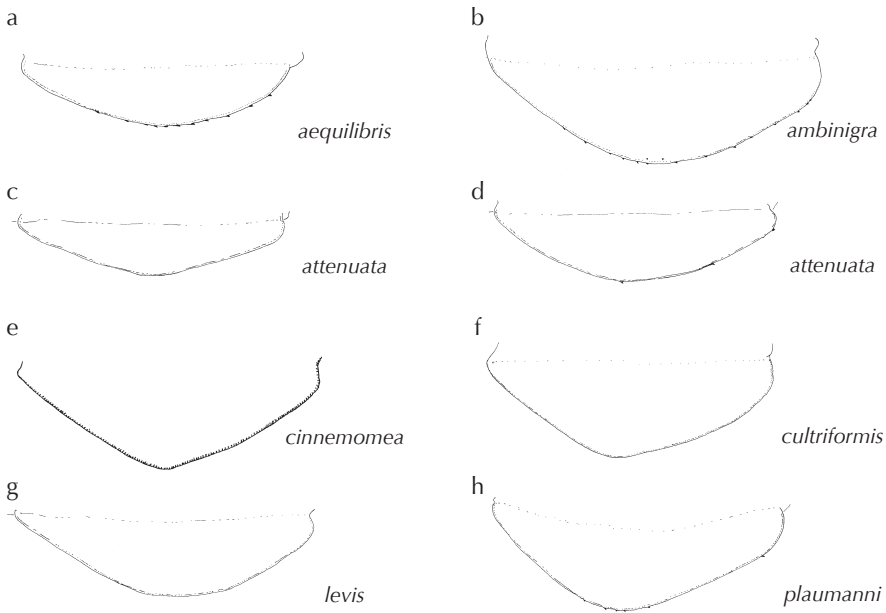 a
b
aequilibris
ambinigra
c
d
attenuata
attenuata
e
f
cinnemomea
cultriformis
g
h
levis
plaumanni